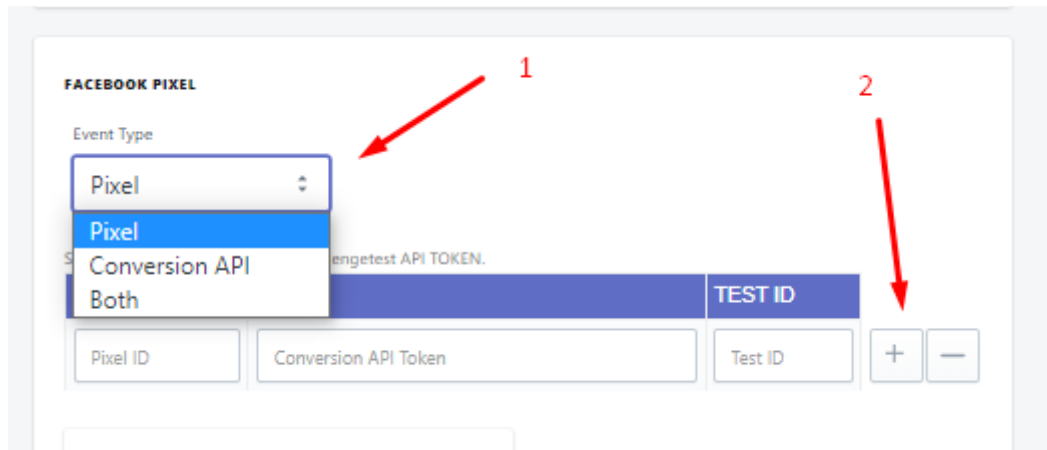 1
2
FACEBOOK PIXEL
Event Type
Pixel
Pixel
Conversion API
Both
API TOKEN.
TEST ID
Pixel ID
Conversion API Token
Test ID